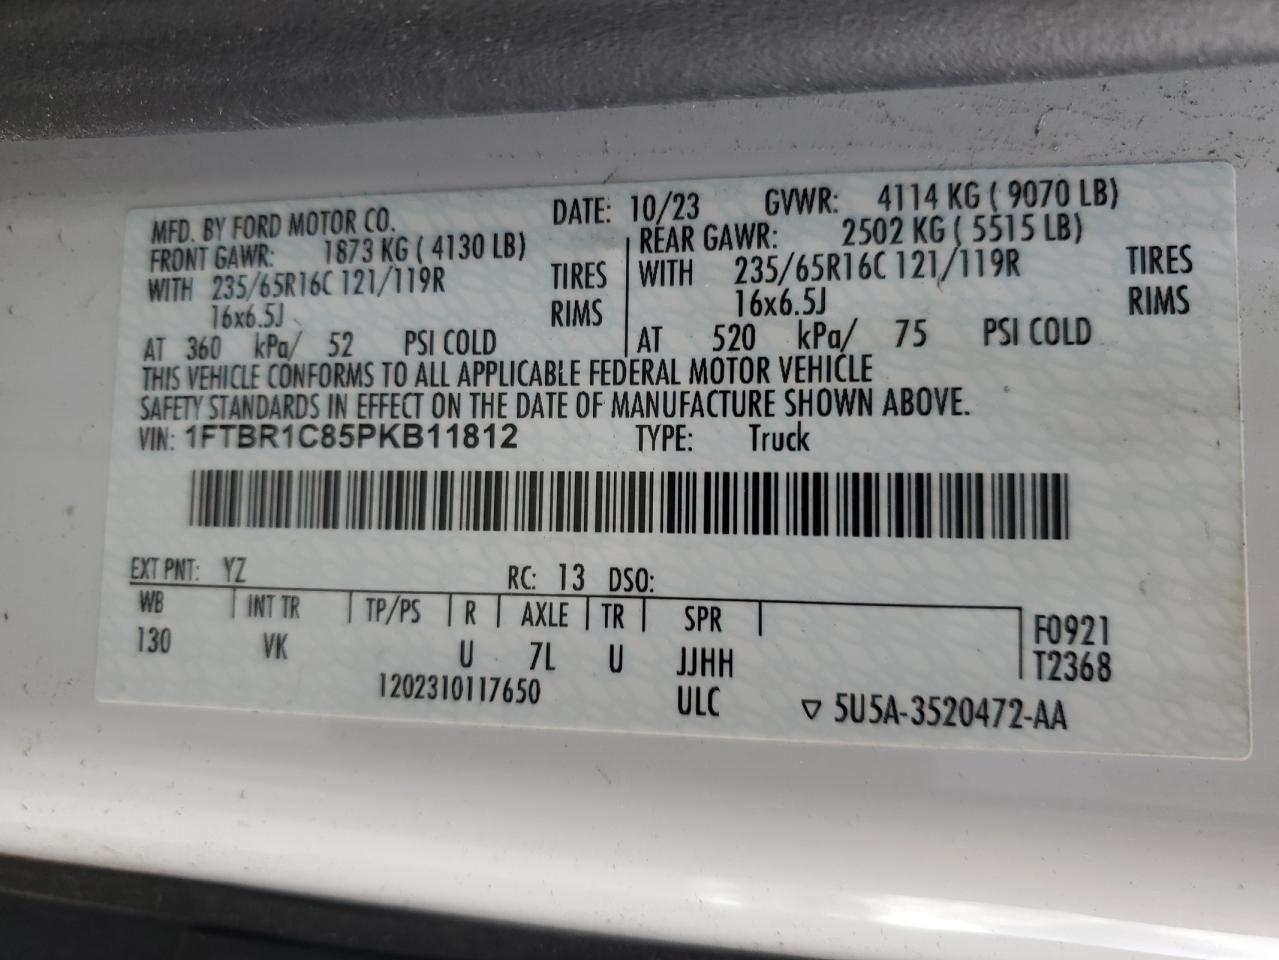 MFD. BY FORD MOTOR CO. DATE: 10/23 GVWR: 4114 KG ( 9070 LB)
FRONT GAWR: 1873 KG ( 4130 LB) REAR GAWR: 2502 KG ( 5515 LB)
WITH 235/65R16C 121/119R TIRES WITH 235/65R16C 121/119R TIRES
16x6.5J RIMS 16x6.5J RIMS
AT 360 kPa/ 52 PSI COLD AT 520 kPa/ 75 PSI COLD
THIS VEHICLE CONFORMS TO ALL APPLICABLE FEDERAL MOTOR VEHICLE
SAFETY STANDARDS IN EFFECT ON THE DATE OF MANUFACTURE SHOWN ABOVE.
VIN: 1FTBR1C85PKB11812 TYPE: Truck
EXT PNT: YZ RC: 13 DSO:
WB INT TR TP/PS R AXLE TR SPR F0921
130 VK U 7L U JJHH T2368
1202310117650 ULC ▽ 5U5A-3520472-AA